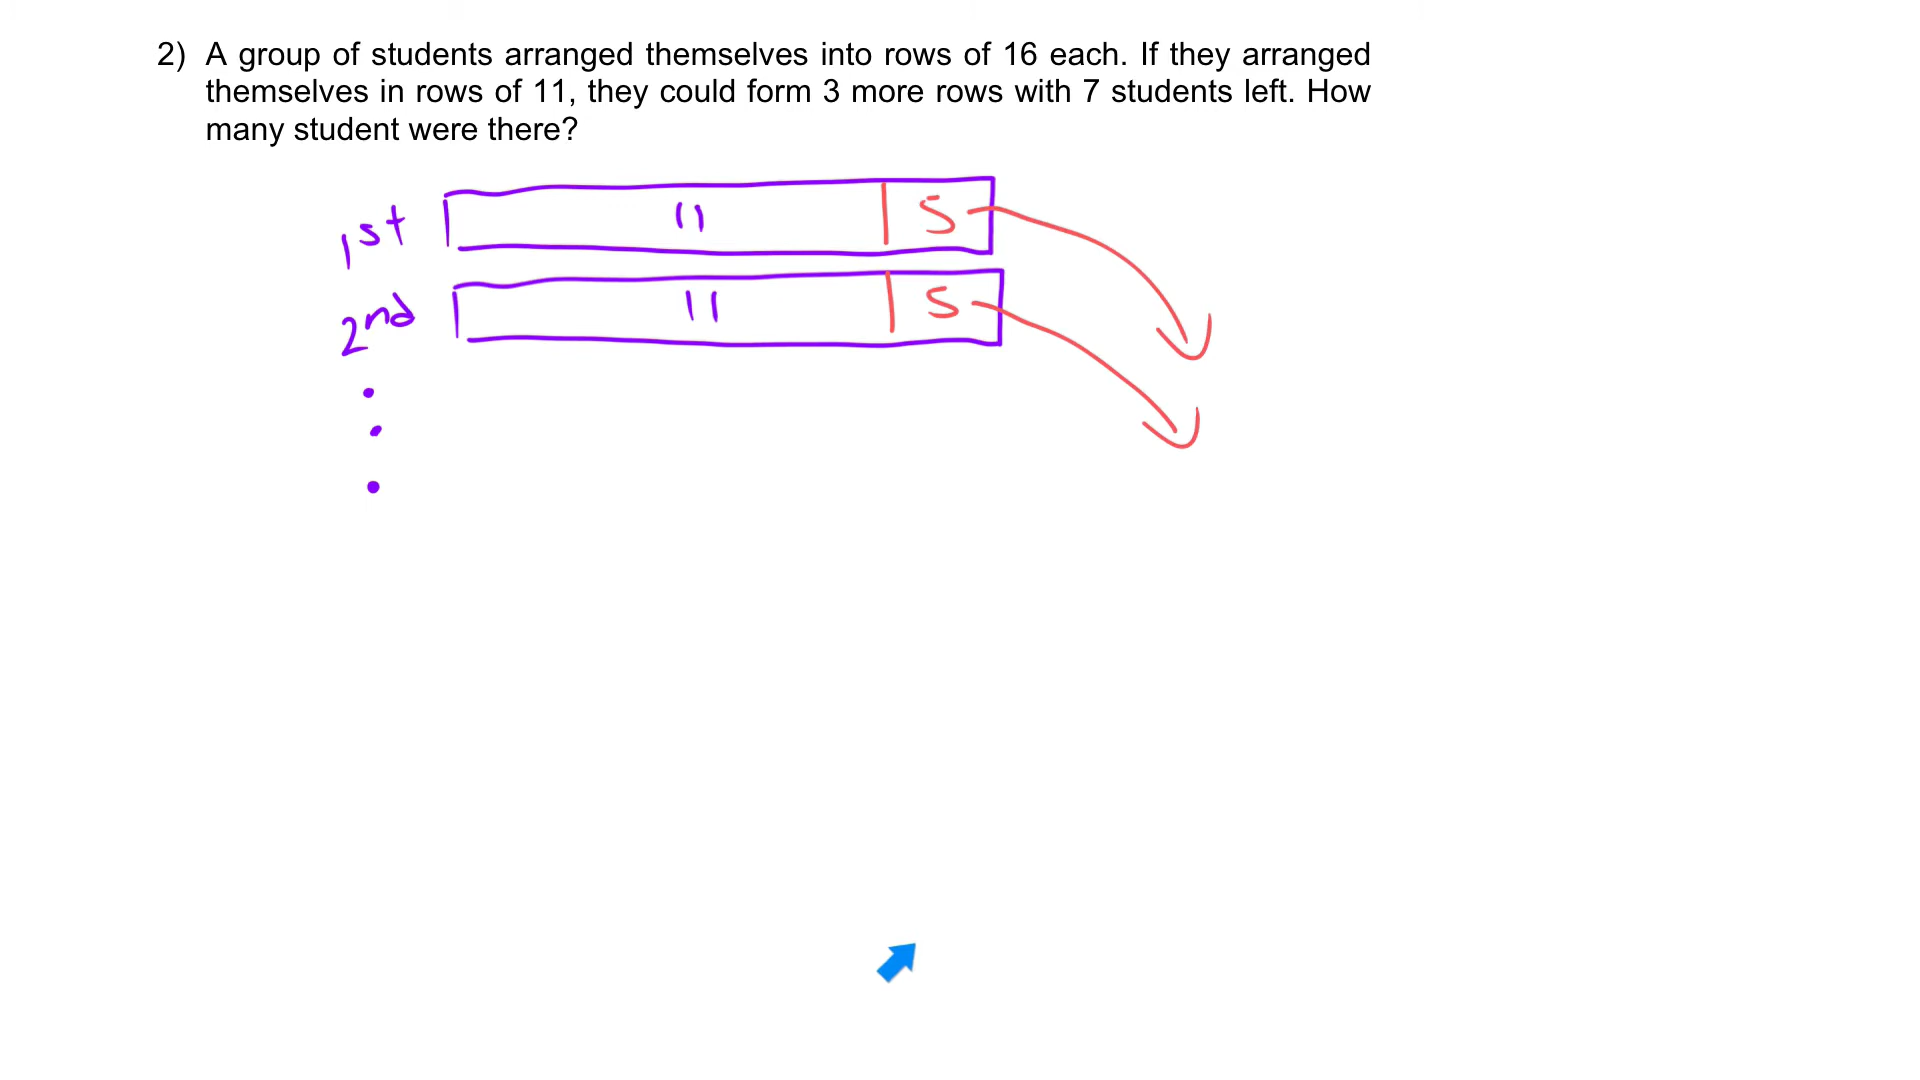 2) A group of students arranged themselves into rows of 16 each. If they arranged
themselves in rows of 11, they could form 3 more rows with 7 students left. How
many student were there?
1st 11 5
2nd 11 5